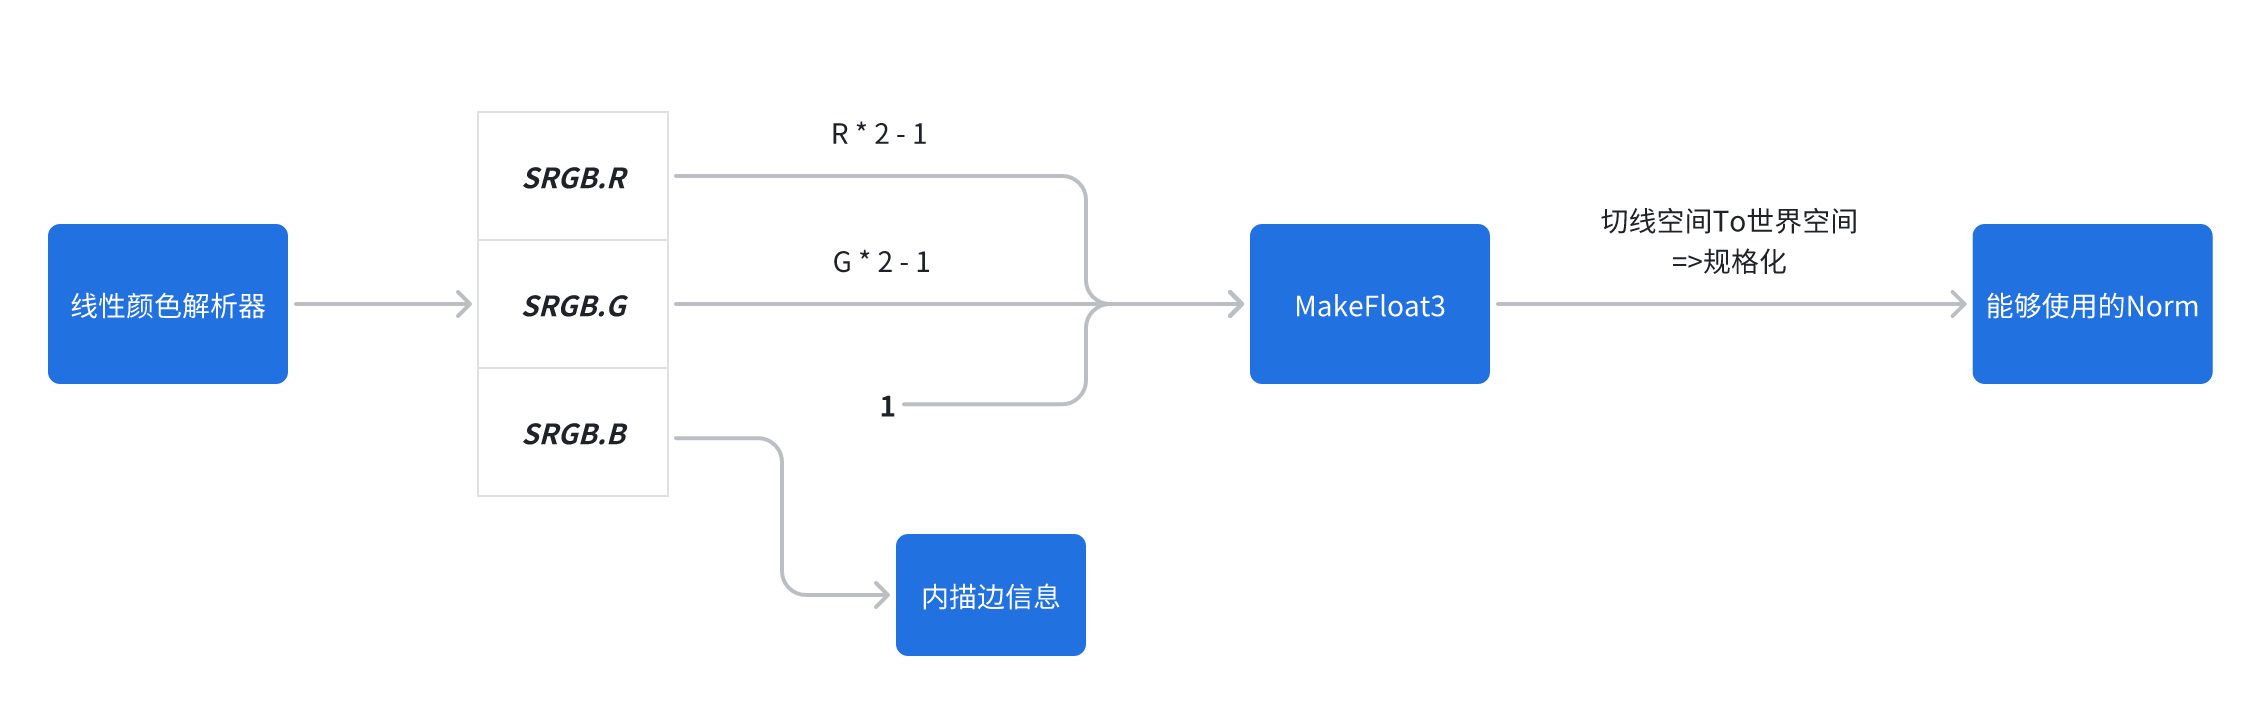 线性颜色解析器
SRGB.R
SRGB.G
SRGB.B
R * 2 - 1
G * 2 - 1
1
内描边信息
MakeFloat3
切线空间To世界空间
=>规格化
能够使用的Norm